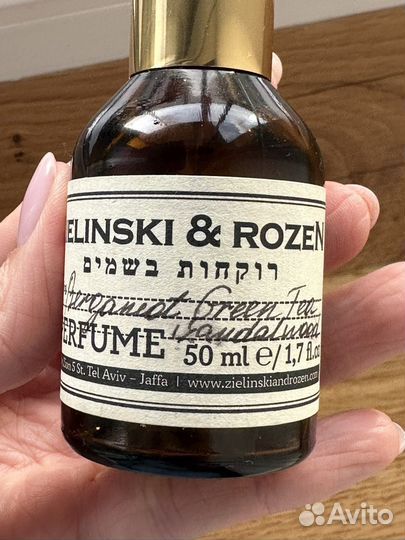 ZELINSKI & ROZEN
רוקחות בשמים
Bergamot Green Tea
Sandalwood
PERFUME 50 ml e/ 1,7 fl.oz
Zion 5 St. Tel Aviv – Jaffa | www.zielinskiandrozen.com
Avito